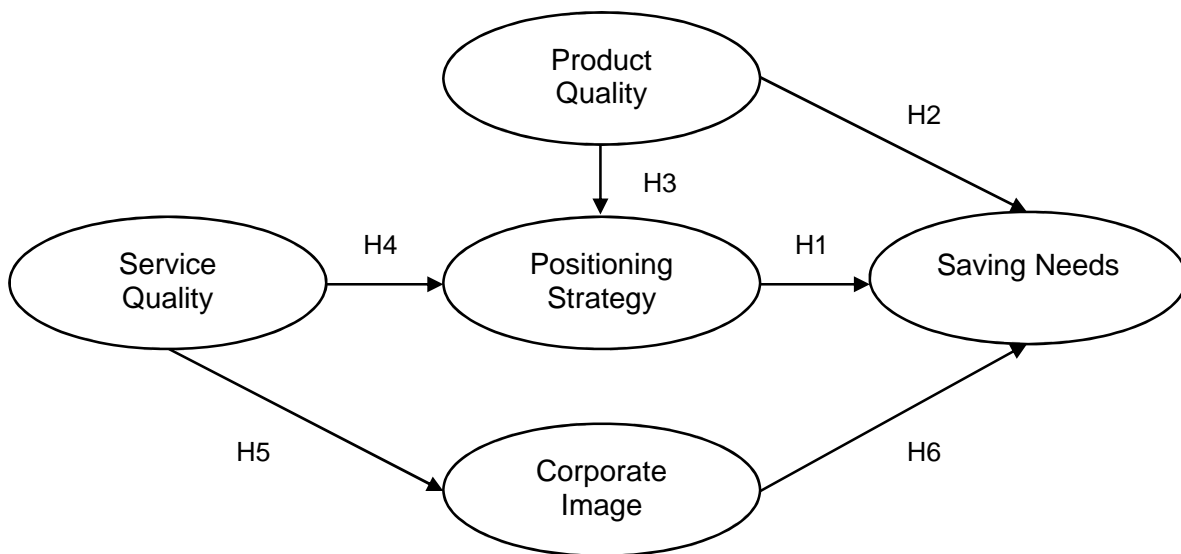 Product
Quality
H2
H3
Service
Quality
H4
Positioning
Strategy
H1
Saving Needs
H5
Corporate
Image
H6